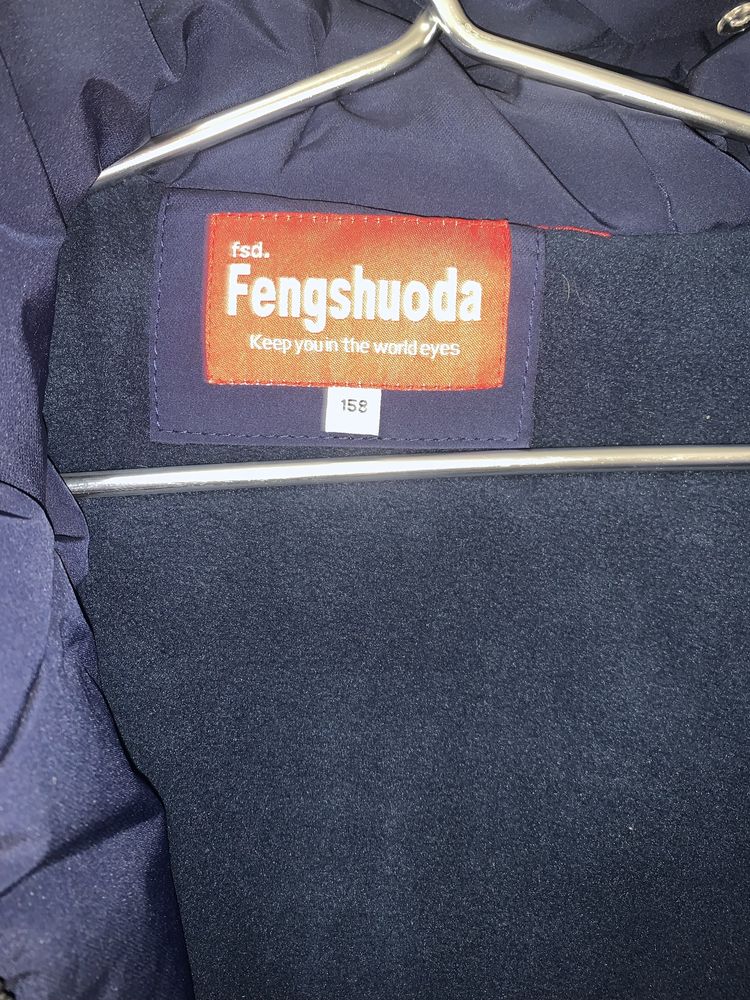 fsd.
Fengshuoda
Keep you in the world eyes
158